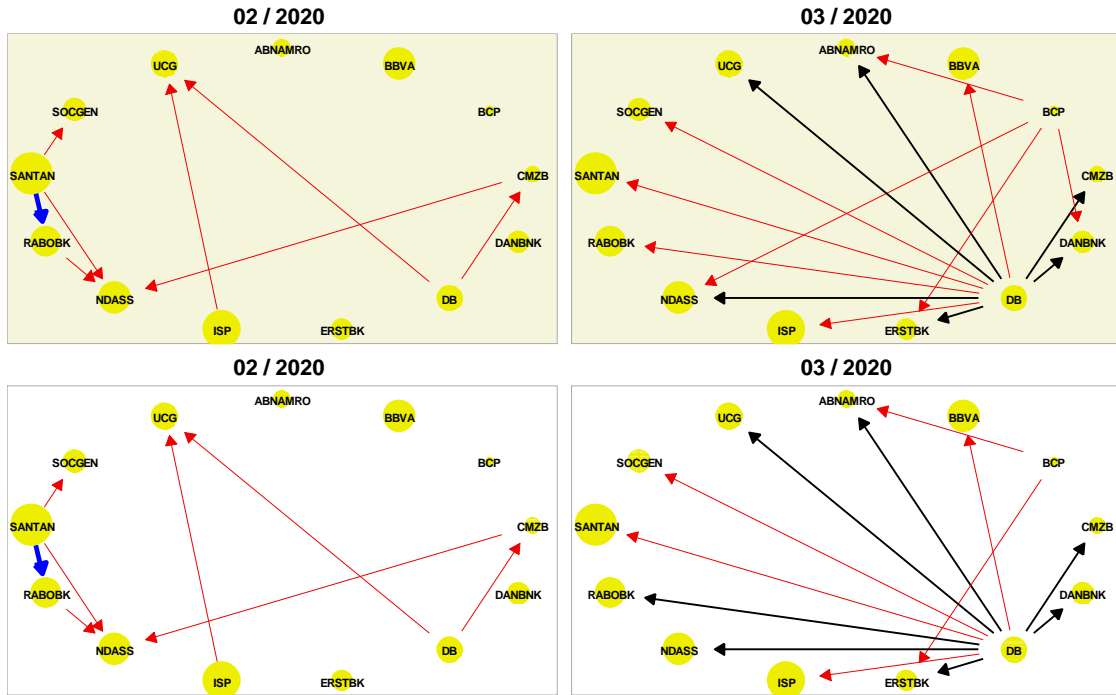 02 / 2020
03 / 2020
ABNAMRO
UCG
BBVA
SOCGEN
BCP
SANTAN
CMZB
RABOBK
DANBNK
NDASS
DB
ISP
ERSTBK
ABNAMRO
UCG
BBVA
SOCGEN
BCP
SANTAN
CMZB
RABOBK
DANBNK
NDASS
DB
ISP
ERSTBK
02 / 2020
03 / 2020
ABNAMRO
UCG
BBVA
SOCGEN
BCP
SANTAN
CMZB
RABOBK
DANBNK
NDASS
DB
ISP
ERSTBK
ABNAMRO
UCG
BBVA
SOCGEN
BCP
SANTAN
CMZB
RABOBK
DANBNK
NDASS
DB
ISP
ERSTBK